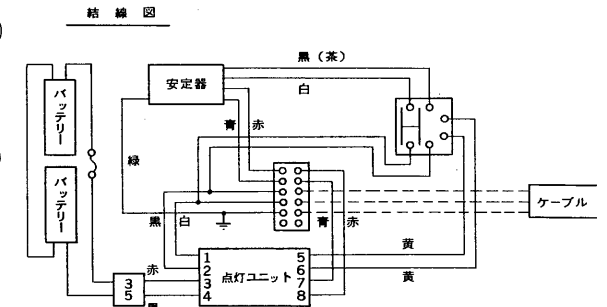 結線図
黒（茶）
安定器
白
バッテリー
青
赤
緑
バッテリー
ケーブル
黒
白
青
赤
1
2
3
4
点灯ユニット
5
6
7
8
黄
黄
赤
3
5
黒